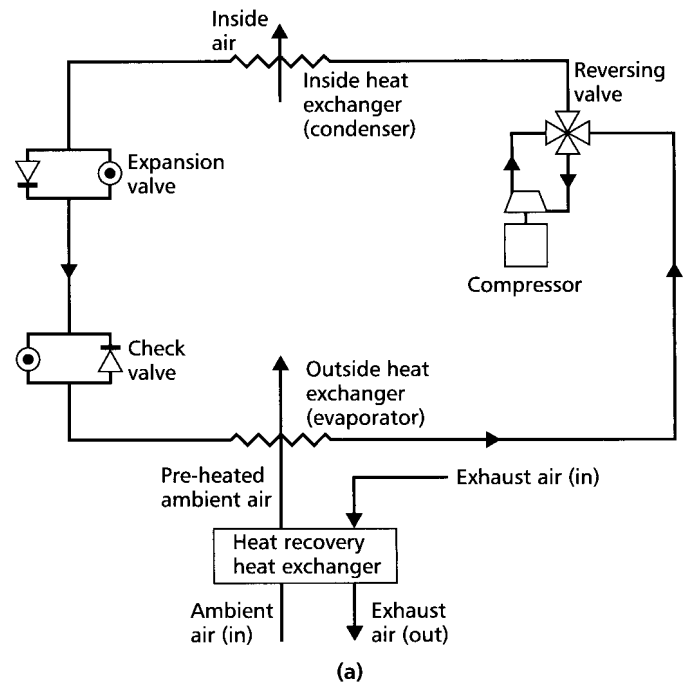 Inside
air
Inside heat
exchanger
(condenser)
Reversing
valve
Expansion
valve
Compressor
Check
valve
Outside heat
exchanger
(evaporator)
Pre-heated
ambient air
Exhaust air (in)
Heat recovery
heat exchanger
Ambient
air (in)
Exhaust
air (out)
(a)